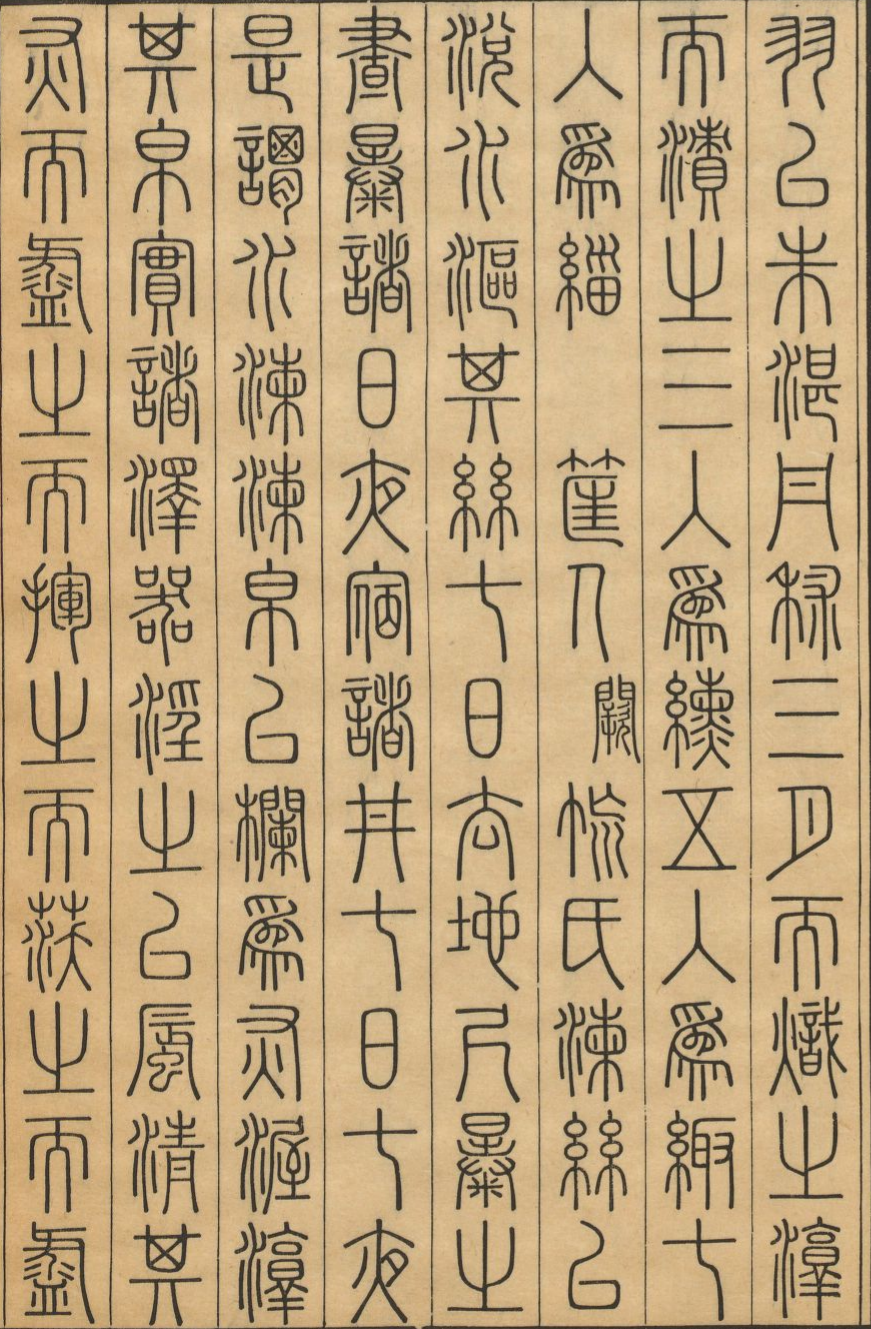 羽以朱湛丹秫三月而熾之淳
而漬之三入爲纁五入爲緅七
入爲緇 筐人闕㡛氏湅絲以
涗水漚其絲七日去地尺暴之
晝暴諸日夜宿諸井七日七夜
是謂水湅湅帛以欄爲灰渥淳
其帛實諸澤器淫之以蜃清其
灰而盝之而揮之而沃之而盝